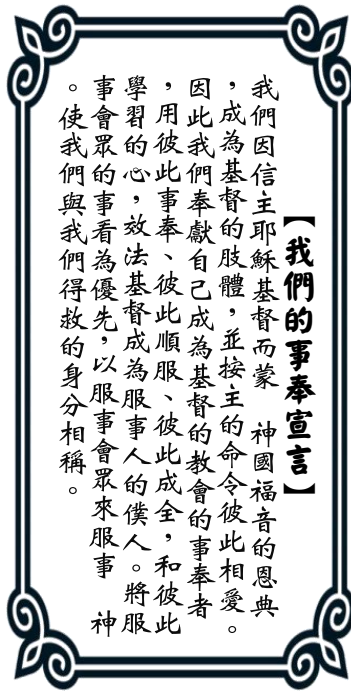 【我們的事奉宣言】
我們因信主耶穌基督而蒙　神國福音的恩典
，成為基督的肢體，並按主的命令彼此相愛。
因此我們奉獻自己成為基督的教會的事奉者
，用彼此事奉、彼此順服、彼此成全，和彼此
學習的心，效法基督成為服事人的僕人。將服
事會眾的事看為優先，以服事會眾來服事　神
。使我們與我們得救的身分相稱。